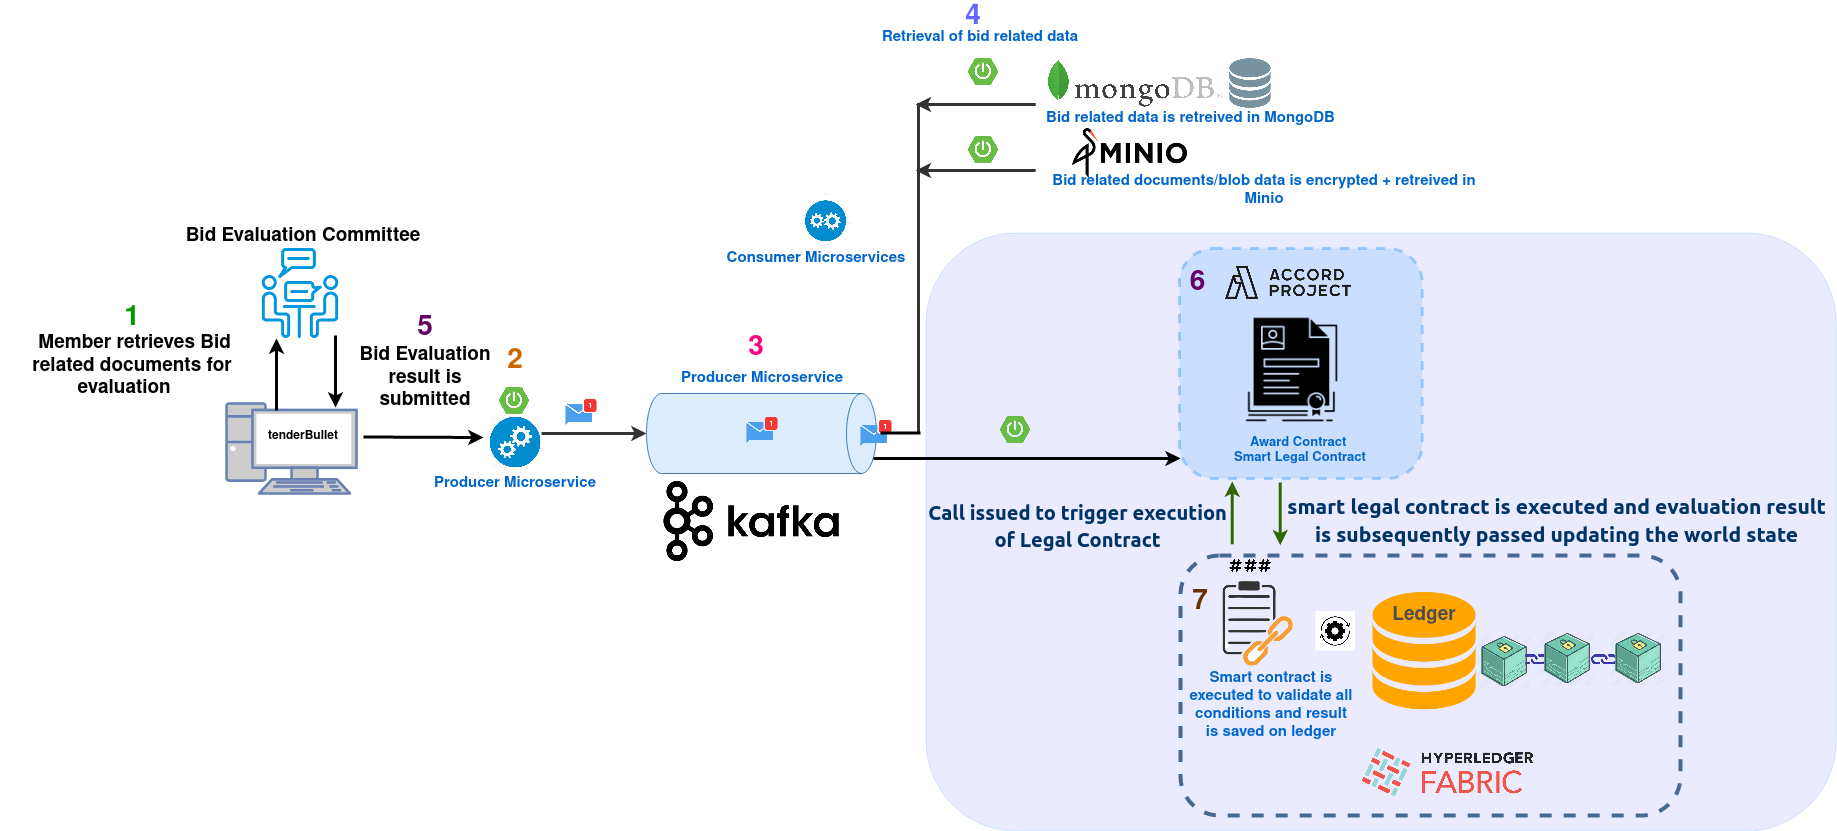 4
Retrieval of bid related data
mongoDB
Bid related data is retreived in MongoDB
MINIO
Bid related documents/blob data is encrypted + retreived in
Minio
Consumer Microservices
Bid Evaluation Committee
1
Member retrieves Bid
related documents for
evaluation
5
Bid Evaluation
result is
submitted
2
tenderBullet
Producer Microservice
1
3
Producer Microservice
1
1
kafka
6
ACCORD
PROJECT
Award Contract
Smart Legal Contract
Call issued to trigger execution
of Legal Contract
smart legal contract is executed and evaluation result
is subsequently passed updating the world state
###
7
Ledger
Smart contract is
executed to validate all
conditions and result
is saved on ledger
HYPERLEDGER
FABRIC